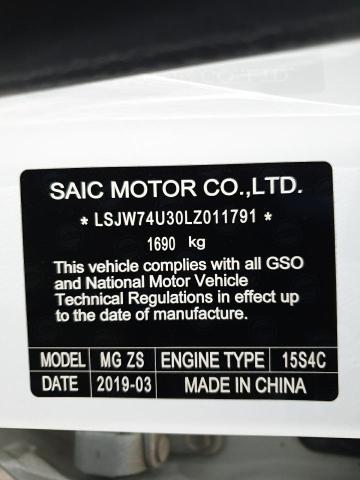 SAIC MOTOR CO.,LTD.
* LSJW74U30LZ011791 *
1690 kg
This vehicle complies with all GSO
and National Motor Vehicle
Technical Regulations in effect up
to the date of manufacture.
MODEL MG ZS ENGINE TYPE 15S4C
DATE 2019-03 MADE IN CHINA